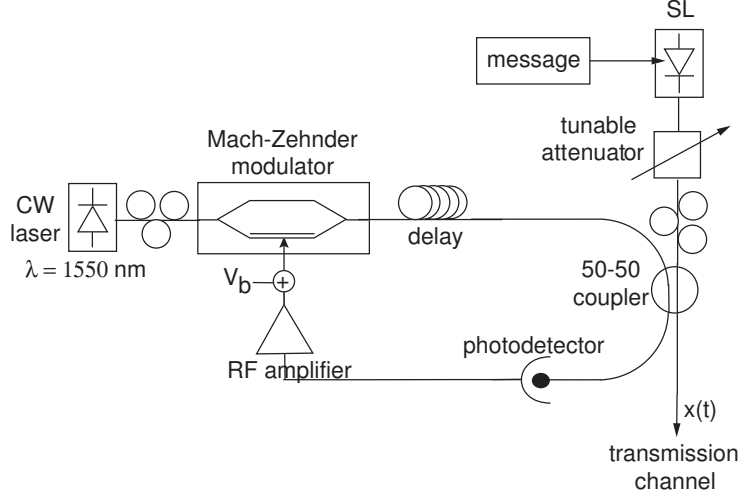 SL
message
tunable
attenuator
Mach-Zehnder
modulator
CW
laser
λ = 1550 nm
delay
50-50
coupler
V_b
+
photodetector
RF amplifier
x(t)
transmission
channel